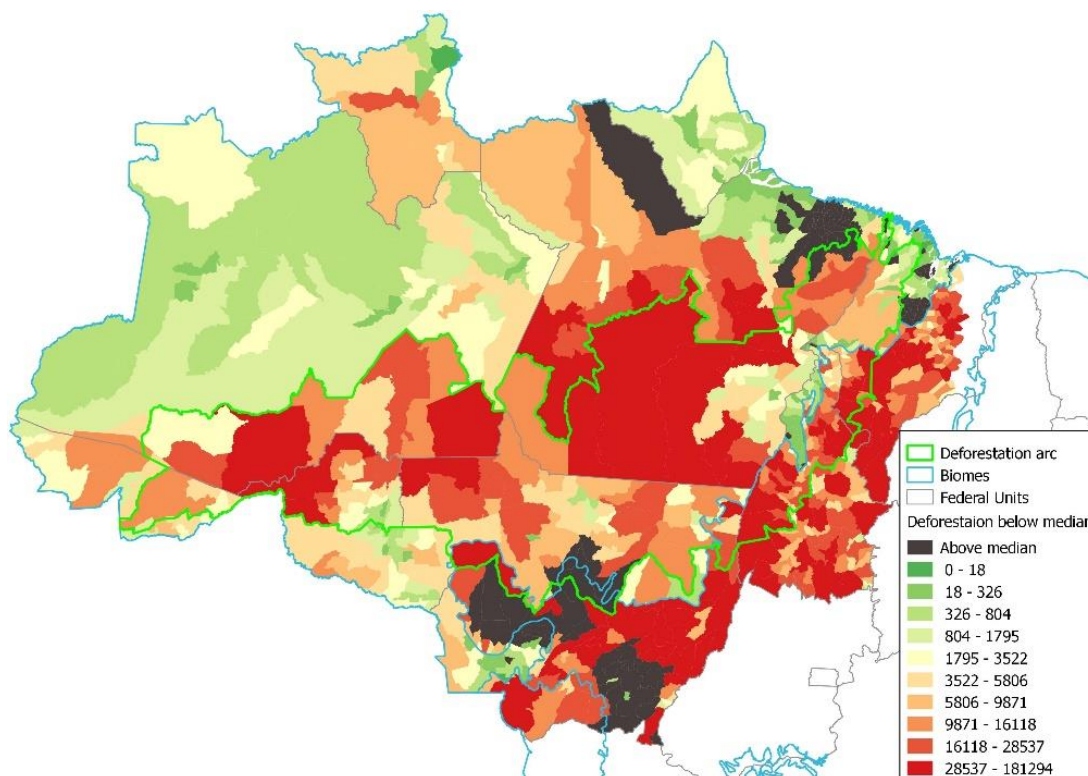 Deforestation arc
Biomes
Federal Units
Deforestaion below median
Above median
0 - 18
18 - 326
326 - 804
804 - 1795
1795 - 3522
3522 - 5806
5806 - 9871
9871 - 16118
16118 - 28537
28537 - 181294